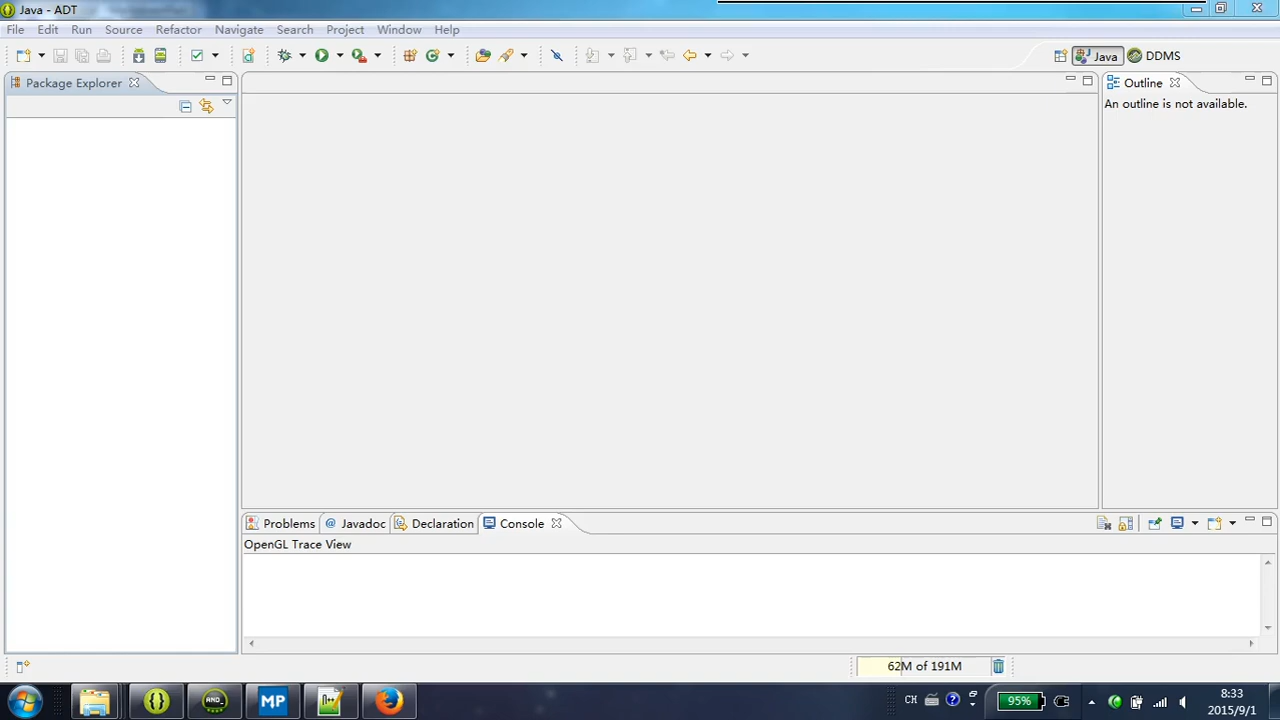 Java - ADT
File Edit Run Source Refactor Navigate Search Project Window Help
Java DDMS
Package Explorer
Outline
An outline is not available.
Problems @ Javadoc Declaration Console
OpenGL Trace View
62M of 191M
{} AND_ MP n++
CH
95%
8:33
2015/9/1